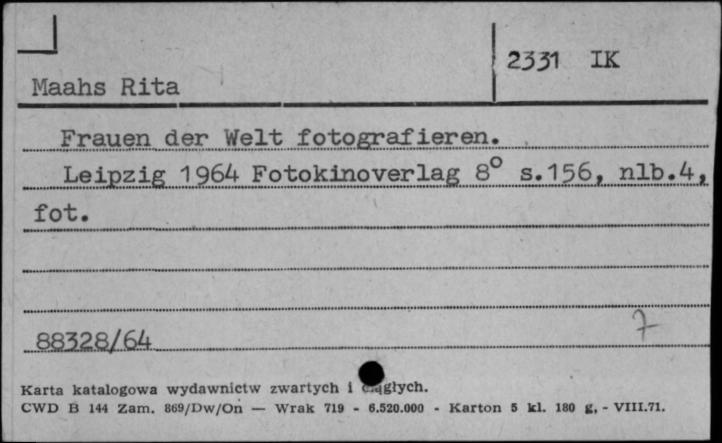 2331 IK
Maahs Rita
Frauen der Welt fotografieren.
Leipzig 1964 Fotokinoverlag 8° s.156, nlb.4,
fot.
88328/64
7
Karta katalogowa wydawnictw zwartych i ciągłych.
CWD B 144 Zam. 869/Dw/On — Wrak 719 - 6.520.000 - Karton 5 kl. 180 g, - VIII.71.